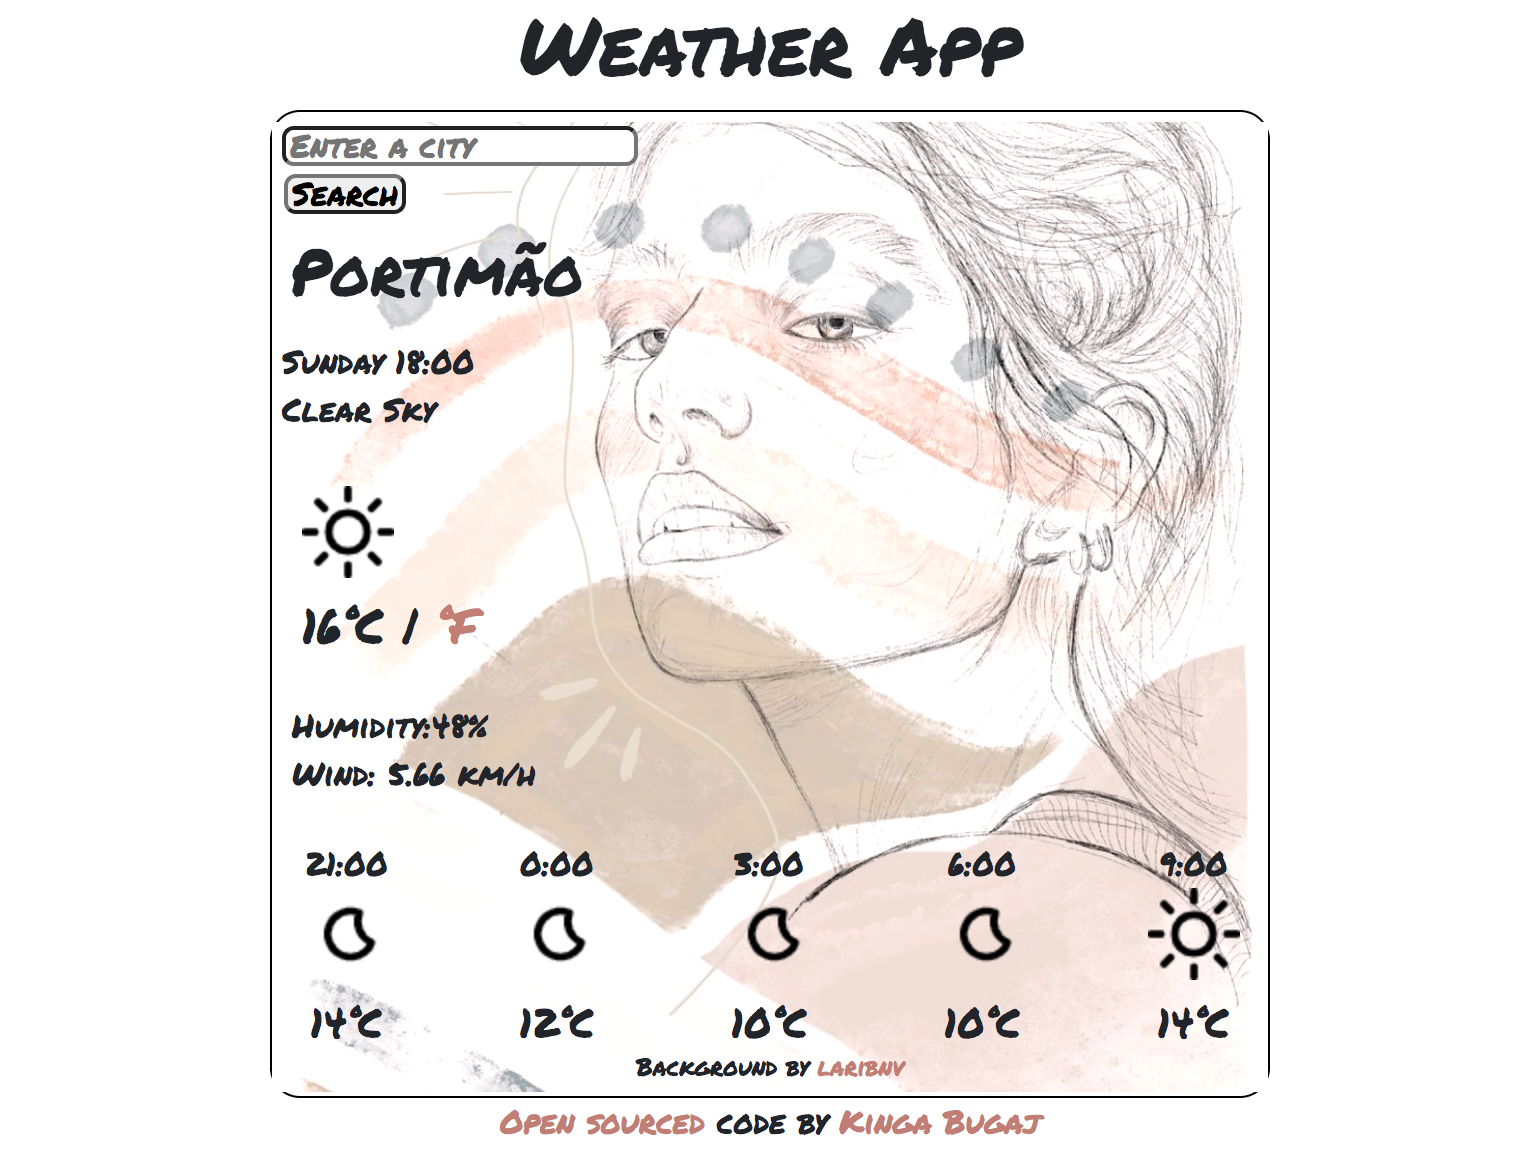 Weather App
Enter a city
Search
Portimão
Sunday 18:00
Clear Sky
16°C / °F
Humidity:48%
Wind: 5.66 km/h
21:00 0:00 3:00 6:00 9:00
14°C 12°C 10°C 10°C 14°C
Background by laribnv
Open sourced code by Kinga Bugaj